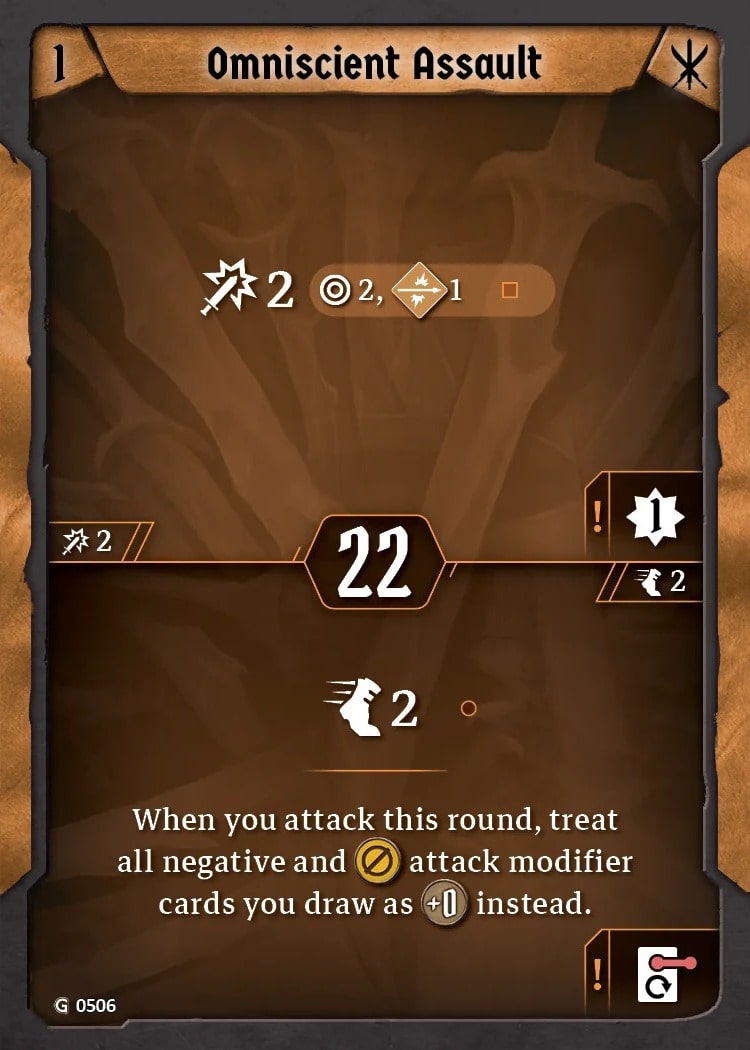 1 Omniscient Assault
2 2, 1
! 1
2
22
2
2
When you attack this round, treat
all negative and attack modifier
cards you draw as +0 instead.
!
G 0506